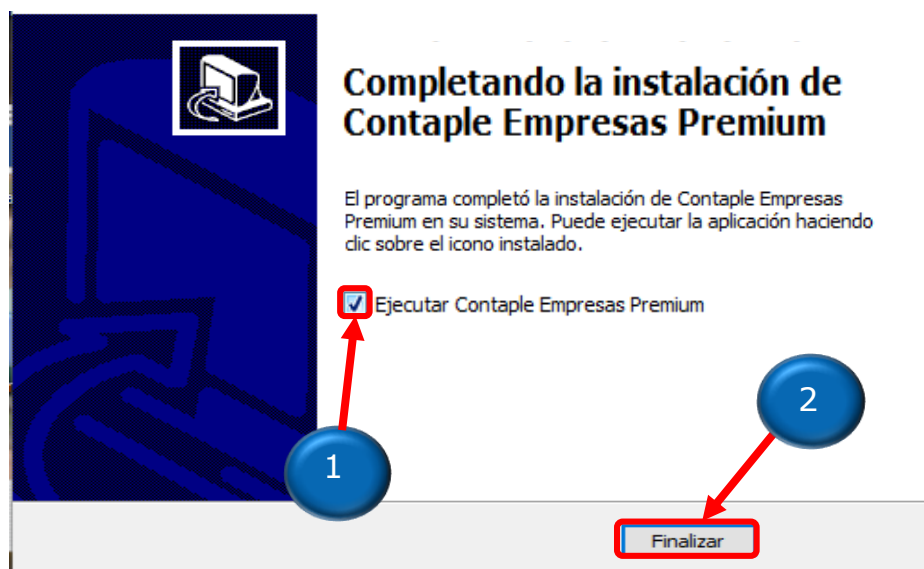 Completando la instalación de
Contaple Empresas Premium
El programa completó la instalación de Contaple Empresas
Premium en su sistema. Puede ejecutar la aplicación haciendo
clic sobre el icono instalado.
Ejecutar Contaple Empresas Premium
2
1
Finalizar